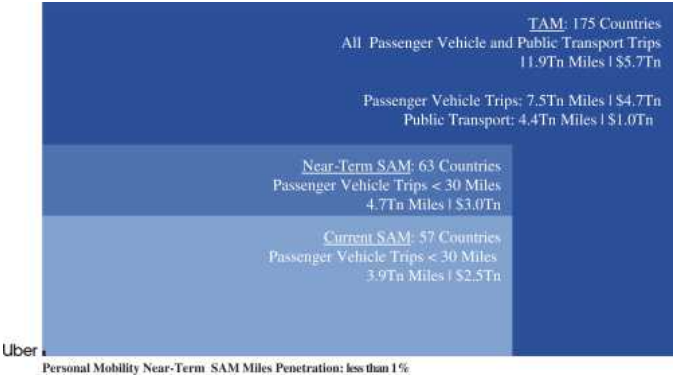 TAM: 175 Countries
All Passenger Vehicle and Public Transport Trips
11.9Tn Miles | $5.7Tn
Passenger Vehicle Trips: 7.5Tn Miles | $4.7Tn
Public Transport: 4.4Tn Miles | $1.0Tn
Near-Term SAM: 63 Countries
Passenger Vehicle Trips < 30 Miles
4.7Tn Miles | $3.0Tn
Current SAM: 57 Countries
Passenger Vehicle Trips < 30 Miles
3.9Tn Miles | $2.5Tn
Uber
Personal Mobility Near-Term SAM Miles Penetration: less than 1%